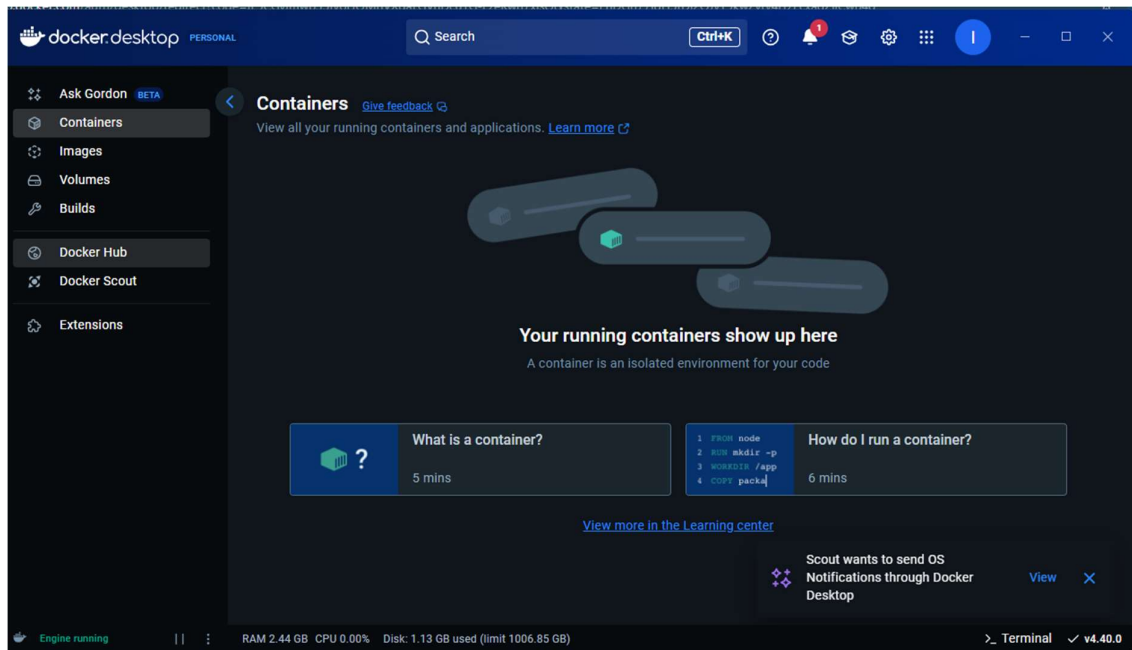 docker.desktop PERSONAL
Search
Ctrl+K
1
I
Ask Gordon BETA
Containers
Images
Volumes
Builds
Docker Hub
Docker Scout
Extensions
Containers Give feedback
View all your running containers and applications. Learn more
Your running containers show up here
A container is an isolated environment for your code
?
What is a container?
5 mins
1 FROM node
2 RUN mkdir -p
3 WORKDIR /app
4 COPY packa
How do I run a container?
6 mins
View more in the Learning center
Scout wants to send OS
Notifications through Docker
Desktop
View
Engine running
RAM 2.44 GB CPU 0.00% Disk: 1.13 GB used (limit 1006.85 GB)
>_ Terminal
v4.40.0